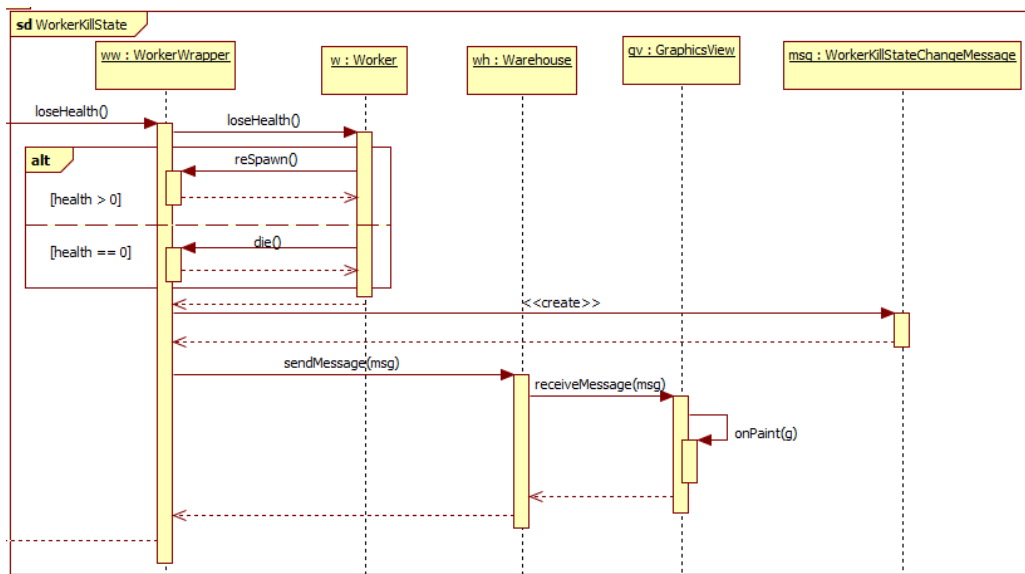 sd WorkerKillState
ww : WorkerWrapper
w : Worker
wh : Warehouse
gv : GraphicsView
msg : WorkerKillStateChangeMessage
loseHealth()
loseHealth()
alt
reSpawn()
[health > 0]
die()
[health == 0]
<<create>>
sendMessage(msg)
receiveMessage(msg)
onPaint(g)